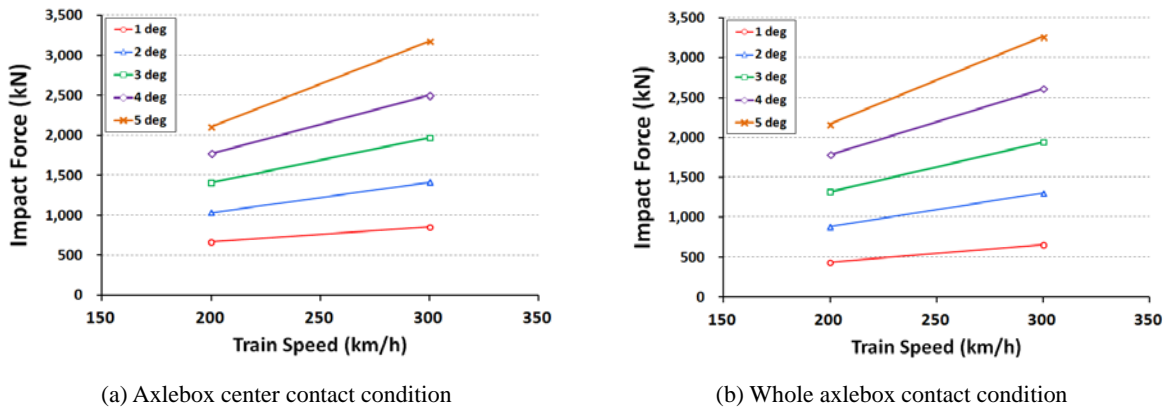 3,500
3,000
2,500
2,000
1,500
1,000
500
0
Impact Force (kN)
1 deg
2 deg
3 deg
4 deg
5 deg
150 200 250 300 350
Train Speed (km/h)
(a) Axlebox center contact condition
3,500
3,000
2,500
2,000
1,500
1,000
500
0
Impact Force (kN)
1 deg
2 deg
3 deg
4 deg
5 deg
150 200 250 300 350
Train Speed (km/h)
(b) Whole axlebox contact condition